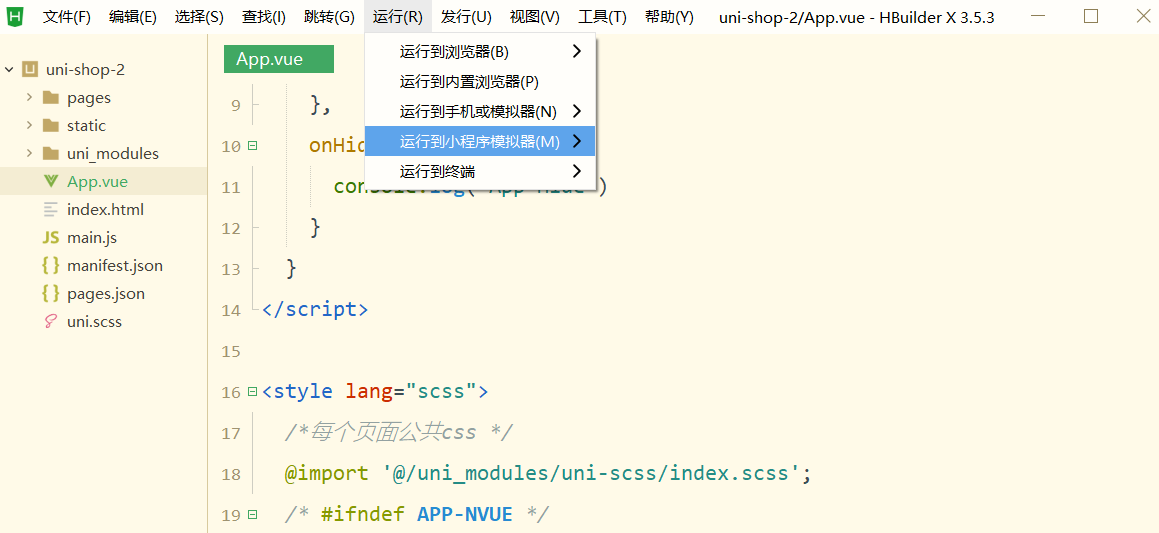 文件(F) 编辑(E) 选择(S) 查找(I) 跳转(G) 运行(R) 发行(U) 视图(V) 工具(T) 帮助(Y) uni-shop-2/App.vue - HBuilder X 3.5.3
uni-shop-2
pages
static
uni_modules
App.vue
index.html
JS main.js
{ } manifest.json
{ } pages.json
uni.scss
App.vue
运行到浏览器(B)
运行到内置浏览器(P)
运行到手机或模拟器(N)
运行到小程序模拟器(M)
运行到终端
9 },
10 onHid
11 )
12 }
13 }
14 </script>
15
16 <style lang="scss">
17 /*每个页面公共css */
18 @import '@/uni_modules/uni-scss/index.scss';
19 /* #ifndef APP-NVUE */